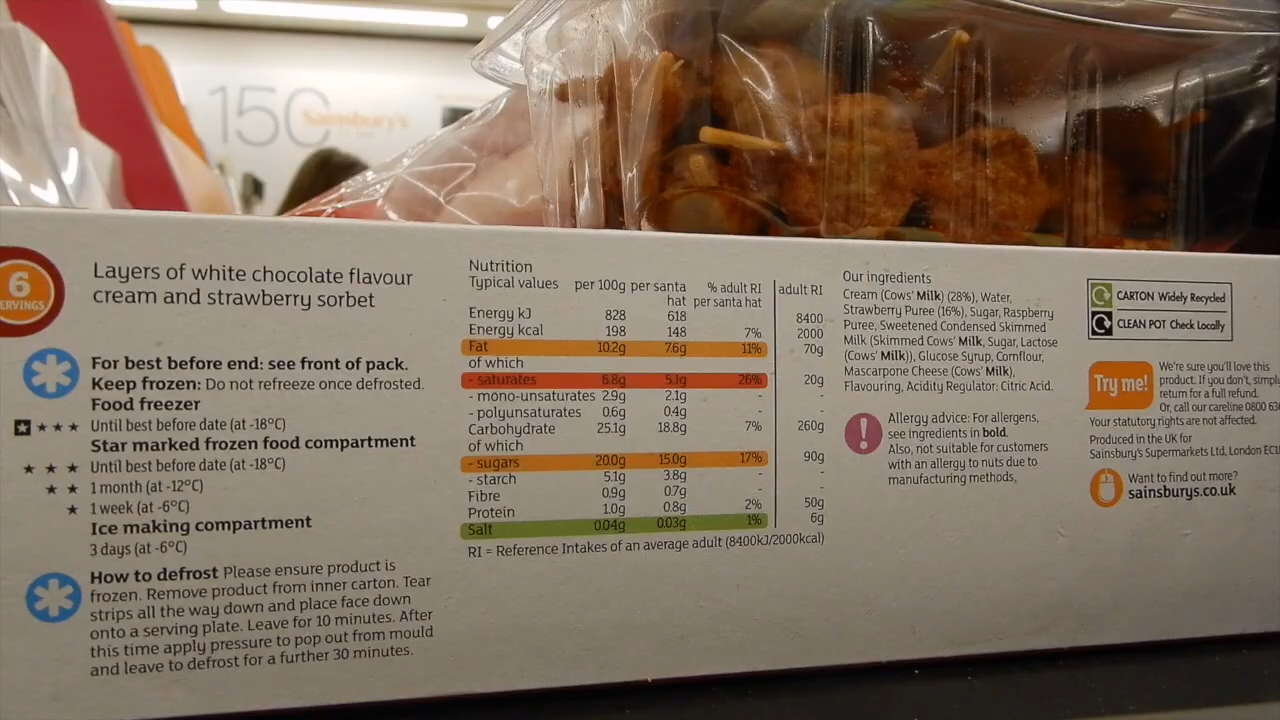 150
Sainsbury's
6
SERVINGS
Layers of white chocolate flavour
cream and strawberry sorbet
For best before end: see front of pack.
Keep frozen: Do not refreeze once defrosted.
Food freezer
Until best before date (at -18°C)
Star marked frozen food compartment
Until best before date (at -18°C)
1 month (at -12°C)
1 week (at -6°C)
Ice making compartment
3 days (at -6°C)
How to defrost Please ensure product is
frozen. Remove product from inner carton. Tear
strips all the way down and place face down
onto a serving plate. Leave for 10 minutes. After
this time apply pressure to pop out from mould
and leave to defrost for a further 30 minutes.
Nutrition
Typical values per 100g per santa hat % adult RI per santa hat adult RI
Energy kJ 828 618 8400
Energy kcal 198 148 7% 2000
Fat 10.2g 7.6g 11% 70g
of which
- saturates 6.8g 5.1g 26% 20g
- mono-unsaturates 2.9g 2.1g - -
- polyunsaturates 0.6g 0.4g - -
Carbohydrate 25.1g 18.8g 7% 260g
of which
- sugars 20.0g 15.0g 17% 90g
- starch 5.1g 3.8g - -
Fibre 0.9g 0.7g - -
Protein 1.0g 0.8g 2% 50g
Salt 0.04g 0.03g 1% 6g
RI = Reference Intakes of an average adult (8400kJ/2000kcal)
Our ingredients
Cream (Cows' Milk) (28%), Water,
Strawberry Puree (16%), Sugar, Raspberry
Puree, Sweetened Condensed Skimmed
Milk (Skimmed Cows' Milk, Sugar, Lactose
(Cows' Milk)), Glucose Syrup, Cornflour,
Mascarpone Cheese (Cows' Milk),
Flavouring, Acidity Regulator: Citric Acid.
Allergy advice: For allergens,
see ingredients in bold.
Also, not suitable for customers
with an allergy to nuts due to
manufacturing methods.
CARTON Widely Recycled
CLEAN POT Check Locally
Try me!
We're sure you'll love this
product. If you don't, simply
return for a full refund.
Or, call our careline 0800
Your statutory rights are not affected.
Produced in the UK for
Sainsbury's Supermarkets Ltd, London
Want to find out more?
sainsburys.co.uk